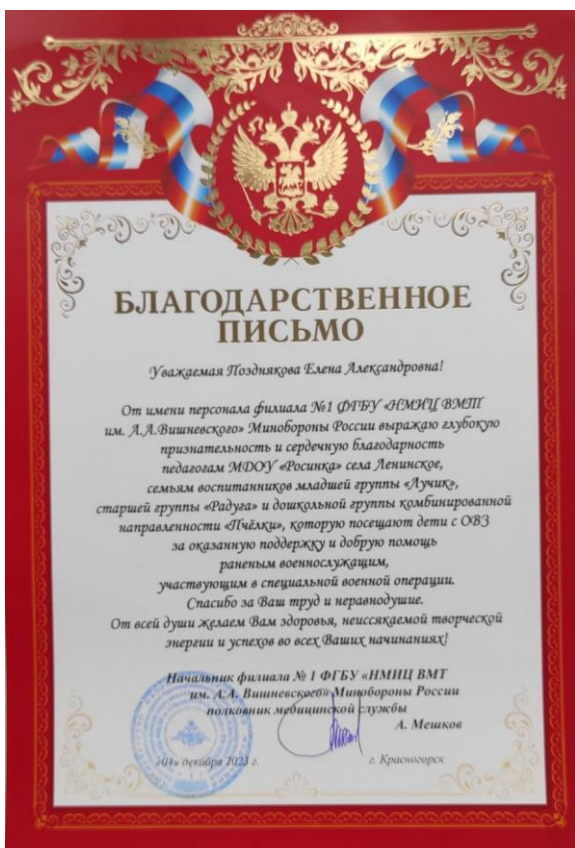 БЛАГОДАРСТВЕННОЕ
ПИСЬМО
Уважаемая Позднякова Елена Александровна!
От имени персонала филиала №1 ФГБУ «НМИЦ ВМТ
им. А.А.Вишневского» Минобороны России выражаю глубокую
признательность и сердечную благодарность
педагогам МДОУ «Росинка» села Ленинское,
семьям воспитанников младшей группы «Лучик»,
старшей группы «Радуга» и дошкольной группы комбинированной
направленности «Пчёлки», которую посещают дети с ОВЗ
за оказанную поддержку и добрую помощь
раненым военнослужащим,
участвующим в специальной военной операции.
Спасибо за Ваш труд и неравнодушие.
От всей души желаем Вам здоровья, неиссякаемой творческой
энергии и успехов во всех Ваших начинаниях!
Начальник филиала № 1 ФГБУ «НМИЦ ВМТ
им. А.А. Вишневского» Минобороны России
полковник медицинской службы
А. Мешков
«04» декабря 2023 г. г. Красногорск